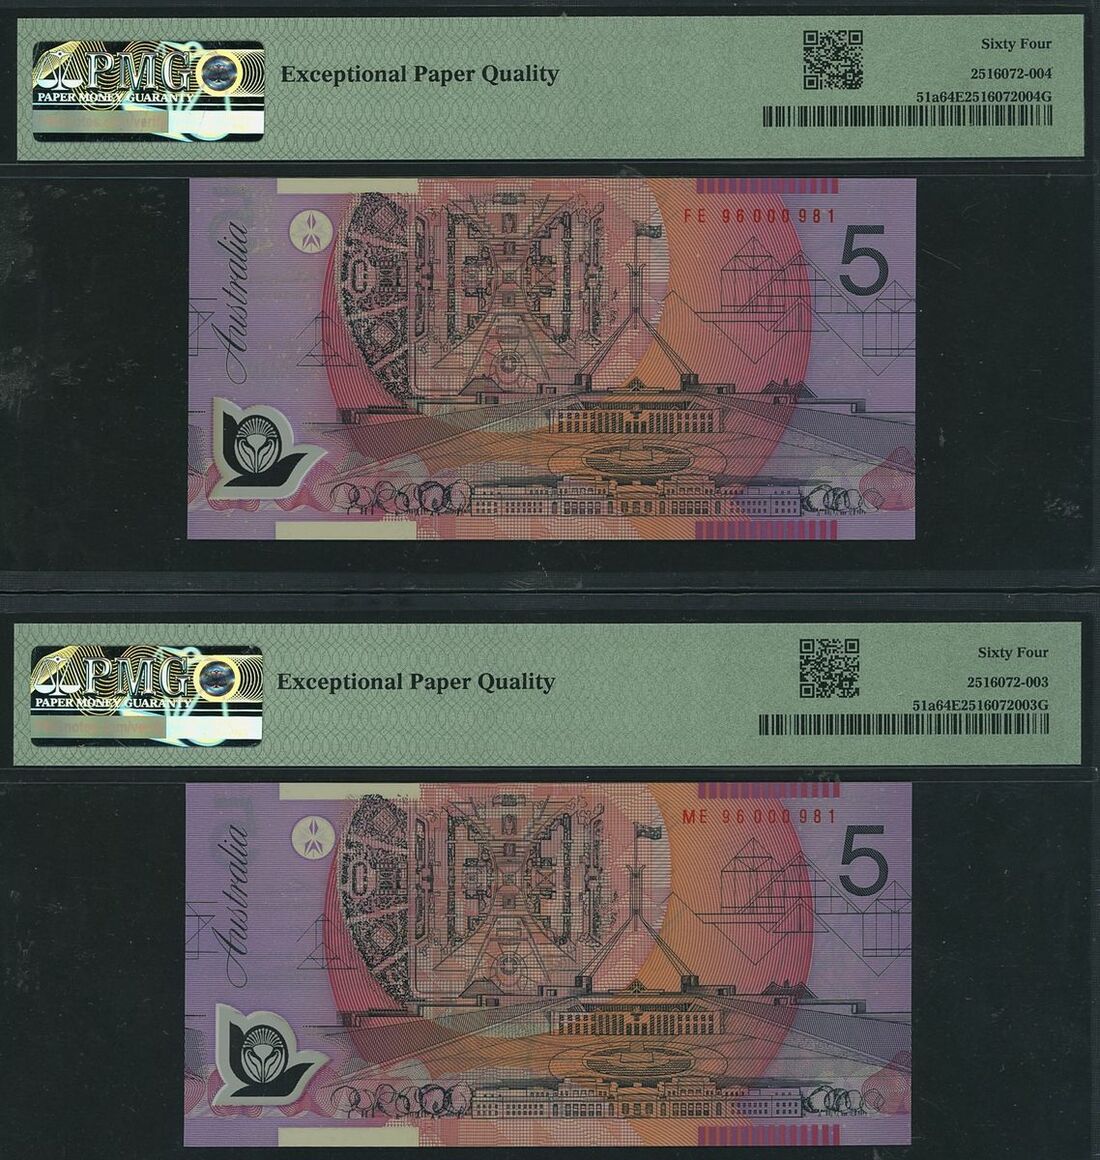 PMG
PAPER MONEY GUARANTY
Exceptional Paper Quality
Sixty Four
2516072-004
51a64E2516072004G
Australia
FE 96000981
5
PMG
PAPER MONEY GUARANTY
Exceptional Paper Quality
Sixty Four
2516072-003
51a64E2516072003G
Australia
ME 96000981
5